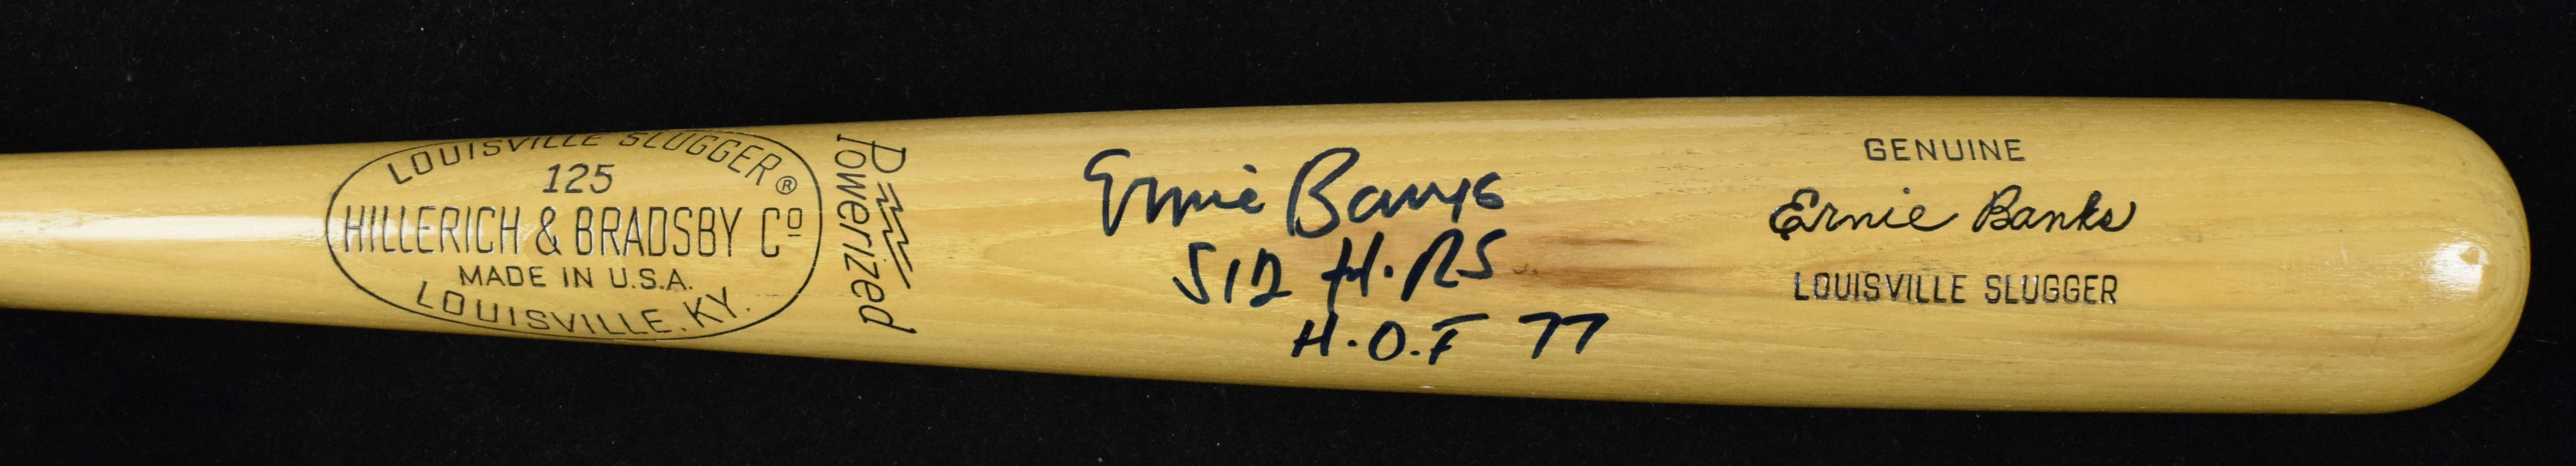 LOUISVILLE SLUGGER®
125
HILLERICH & BRADSBY Cº
MADE IN U.S.A.
LOUISVILLE, KY.
Powerized
Ernie Banks
512 H.RS
H.O.F 77
GENUINE
Ernie Banks
LOUISVILLE SLUGGER